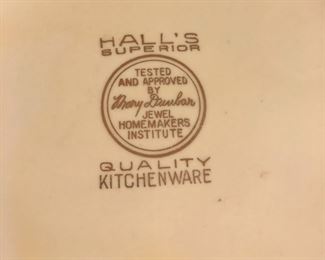 HALL'S
SUPERIOR
TESTED
AND APPROVED
BY
Mary Dunbar
JEWEL
HOMEMAKERS
INSTITUTE
QUALITY
KITCHENWARE